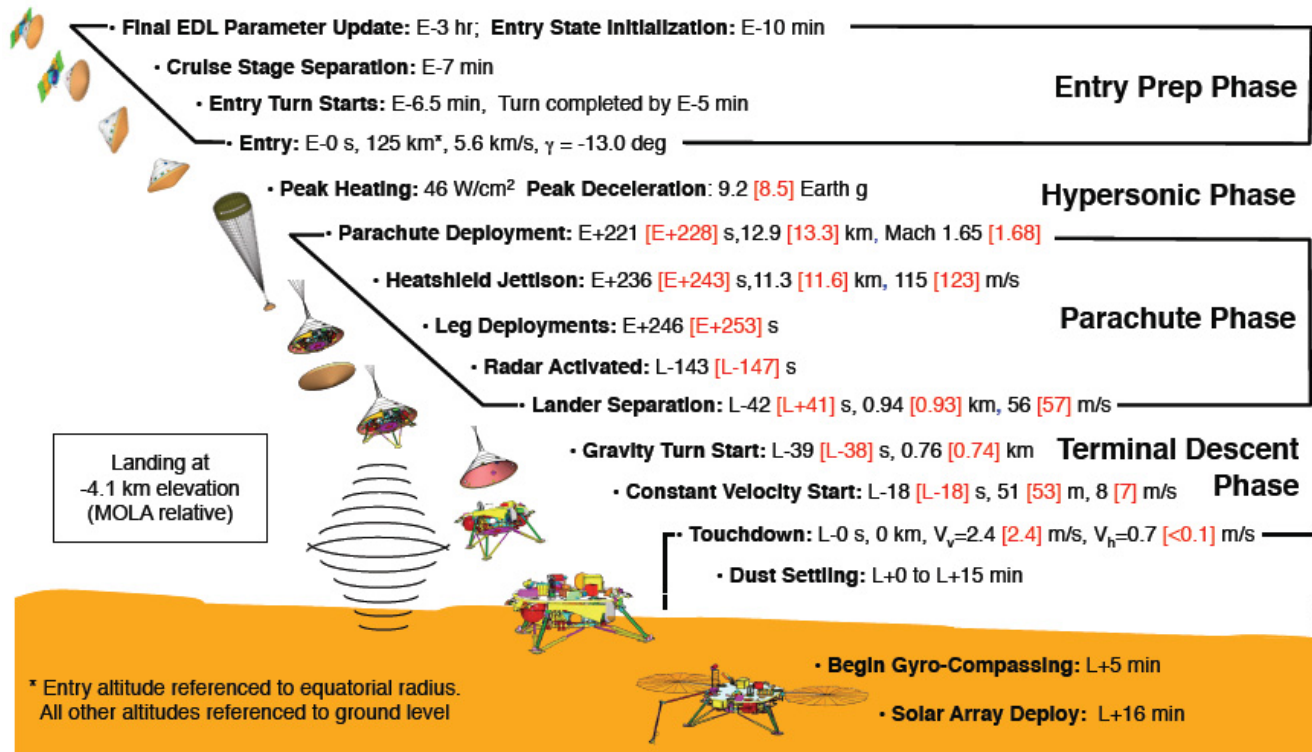 • Final EDL Parameter Update: E-3 hr; Entry State Initialization: E-10 min
• Cruise Stage Separation: E-7 min
• Entry Turn Starts: E-6.5 min, Turn completed by E-5 min
Entry Prep Phase
• Entry: E-0 s, 125 km*, 5.6 km/s, γ = -13.0 deg
• Peak Heating: 46 W/cm² Peak Deceleration: 9.2 [8.5] Earth g
Hypersonic Phase
• Parachute Deployment: E+221 [E+228] s,12.9 [13.3] km, Mach 1.65 [1.68]
• Heatshield Jettison: E+236 [E+243] s,11.3 [11.6] km, 115 [123] m/s
• Leg Deployments: E+246 [E+253] s
Parachute Phase
• Radar Activated: L-143 [L-147] s
• Lander Separation: L-42 [L+41] s, 0.94 [0.93] km, 56 [57] m/s
• Gravity Turn Start: L-39 [L-38] s, 0.76 [0.74] km
Terminal Descent
Phase
• Constant Velocity Start: L-18 [L-18] s, 51 [53] m, 8 [7] m/s
• Touchdown: L-0 s, 0 km, Vv=2.4 [2.4] m/s, Vh=0.7 [<0.1] m/s
• Dust Settling: L+0 to L+15 min
Landing at
-4.1 km elevation
(MOLA relative)
• Begin Gyro-Compassing: L+5 min
• Solar Array Deploy: L+16 min
* Entry altitude referenced to equatorial radius.
All other altitudes referenced to ground level